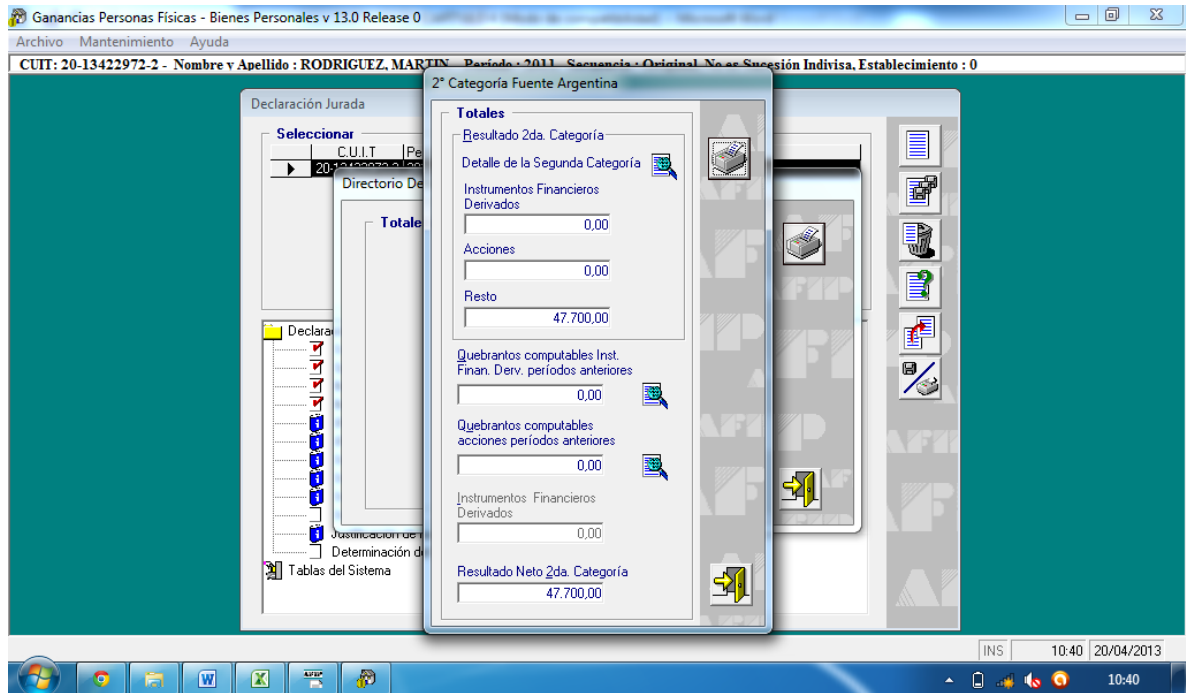 Ganancias Personas Físicas - Bienes Personales v 13.0 Release 0
Archivo Mantenimiento Ayuda
CUIT: 20-13422972-2 - Nombre y Apellido : RODRIGUEZ, MARTIN Período : 2011 Secuencia : Original No es Sucesión Indivisa, Establecimiento : 0
Declaración Jurada
Seleccionar
C.U.I.T Pe
Directorio De
Totale
2° Categoría Fuente Argentina
Totales
Resultado 2da. Categoría
Detalle de la Segunda Categoría
Instrumentos Financieros
Derivados
0,00
Acciones
0,00
Resto
47.700,00
Quebrantos computables Inst.
Finan. Derv. períodos anteriores
0,00
Quebrantos computables
acciones períodos anteriores
0,00
Instrumentos Financieros
Derivados
0,00
Resultado Neto 2da. Categoría
47.700,00
Declara
Justificación de
Determinación d
Tablas del Sistema
INS 10:40 20/04/2013
10:40